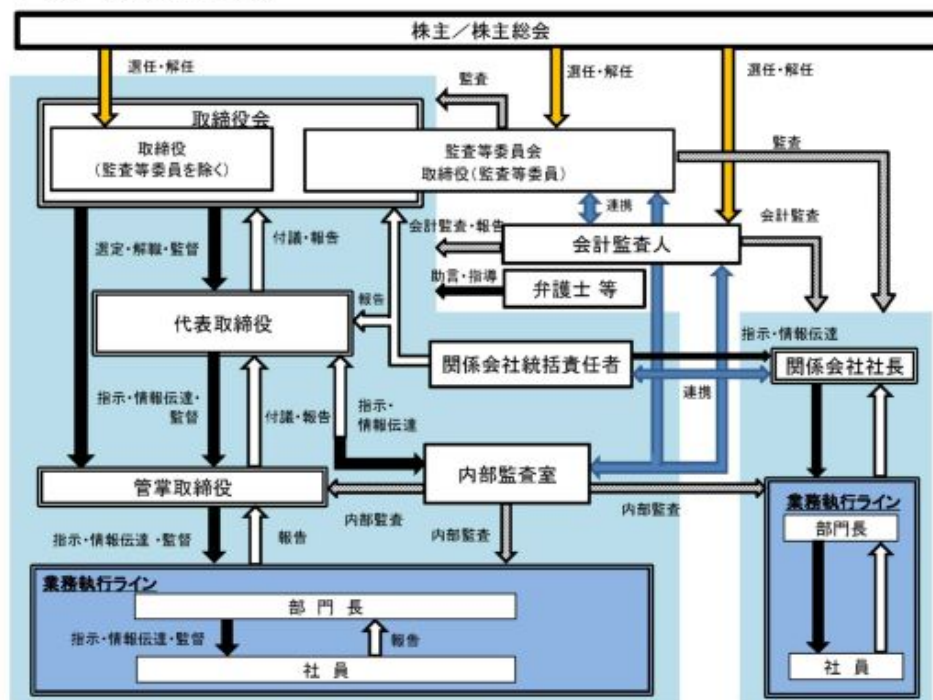 株主／株主総会
選任・解任
監査
選任・解任
選任・解任
取締役会
取締役
（監査等委員を除く）
監査等委員会
取締役（監査等委員）
監査
連携
会計監査・報告
会計監査人
会計監査
選定・解職・監督
付議・報告
助言・指導
弁護士 等
報告
代表取締役
指示・情報伝達
関係会社統括責任者
関係会社社長
連携
指示・情報伝達・
監督
付議・報告
指示・
情報伝達
内部監査室
管掌取締役
内部監査
内部監査
内部監査
指示・情報伝達・監督
報告
業務執行ライン
部 門 長
指示・情報伝達・監督
報告
社 員
業務執行ライン
部門長
社 員